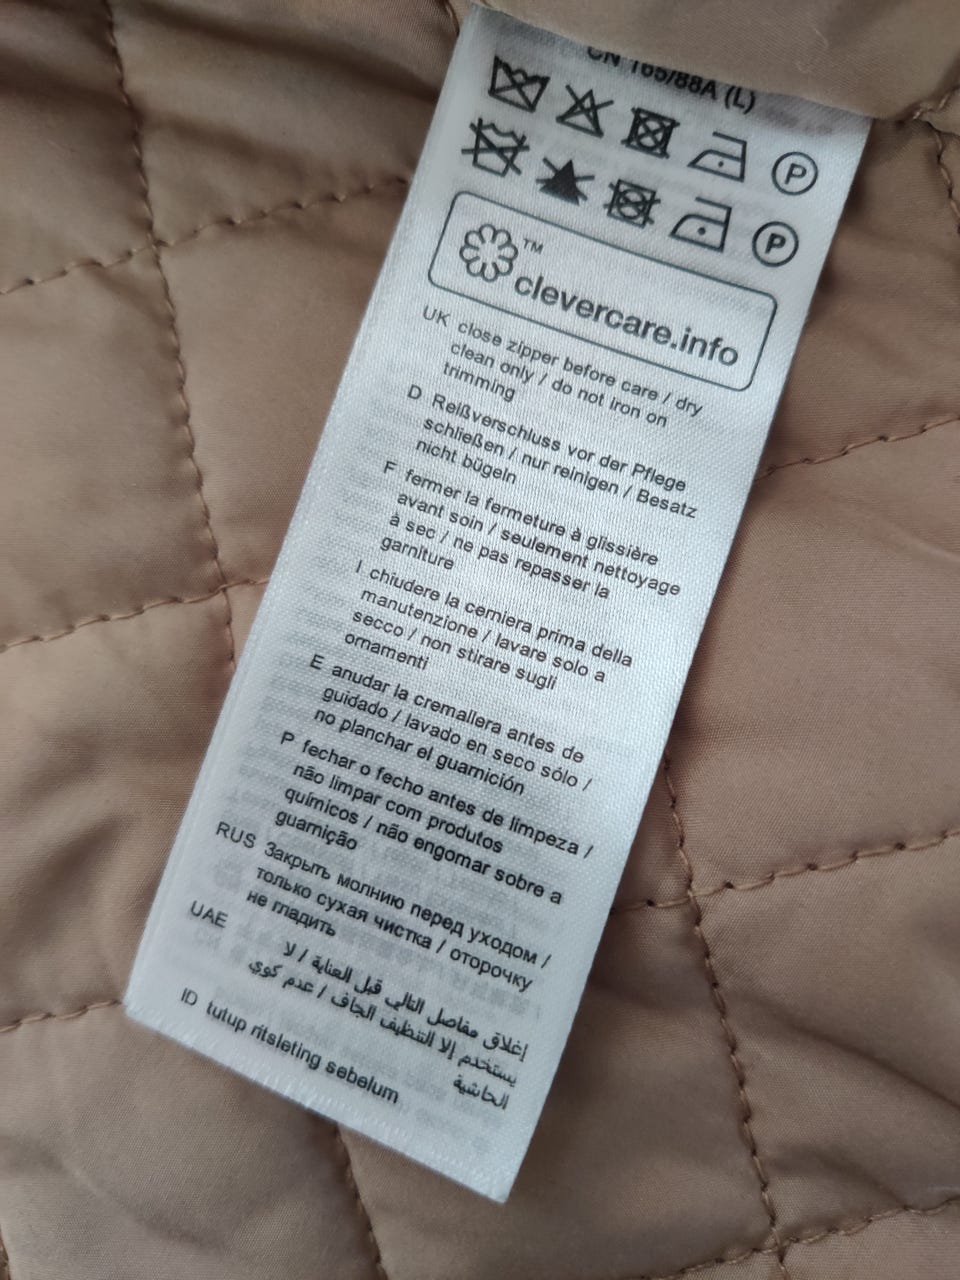 CN 165/88A (L)
P
P
TM
clevercare.info
UK close zipper before care / dry
clean only / do not iron on
trimming
D Reißverschluss vor der Pflege
schließen / nur reinigen / Besatz
nicht bügeln
F fermer la fermeture à glissière
avant soin / seulement nettoyage
à sec / ne pas repasser la
garniture
I chiudere la cerniera prima della
manutenzione / lavare solo a
secco / non stirare sugli
ornamenti
E anudar la cremallera antes de
guidado / lavado en seco sólo /
no planchar el guarnición
P fechar o fecho antes de limpeza /
não limpar com produtos
químicos / não engomar sobre a
guarnição
RUS Закрыть молнию перед уходом /
только сухая чистка / оторочку
не гладить
UAE إغلاق مفاصل التالي قبل العناية / لا
يستخدم إلا التنظيف الجاف / عدم كوي
الحاشية
ID tutup ritsleting sebelum